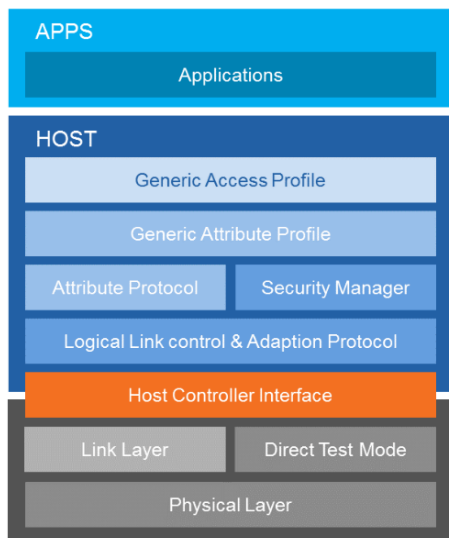 APPS
Applications
HOST
Generic Access Profile
Generic Attribute Profile
Attribute Protocol
Security Manager
Logical Link control & Adaption Protocol
Host Controller Interface
Link Layer
Direct Test Mode
Physical Layer